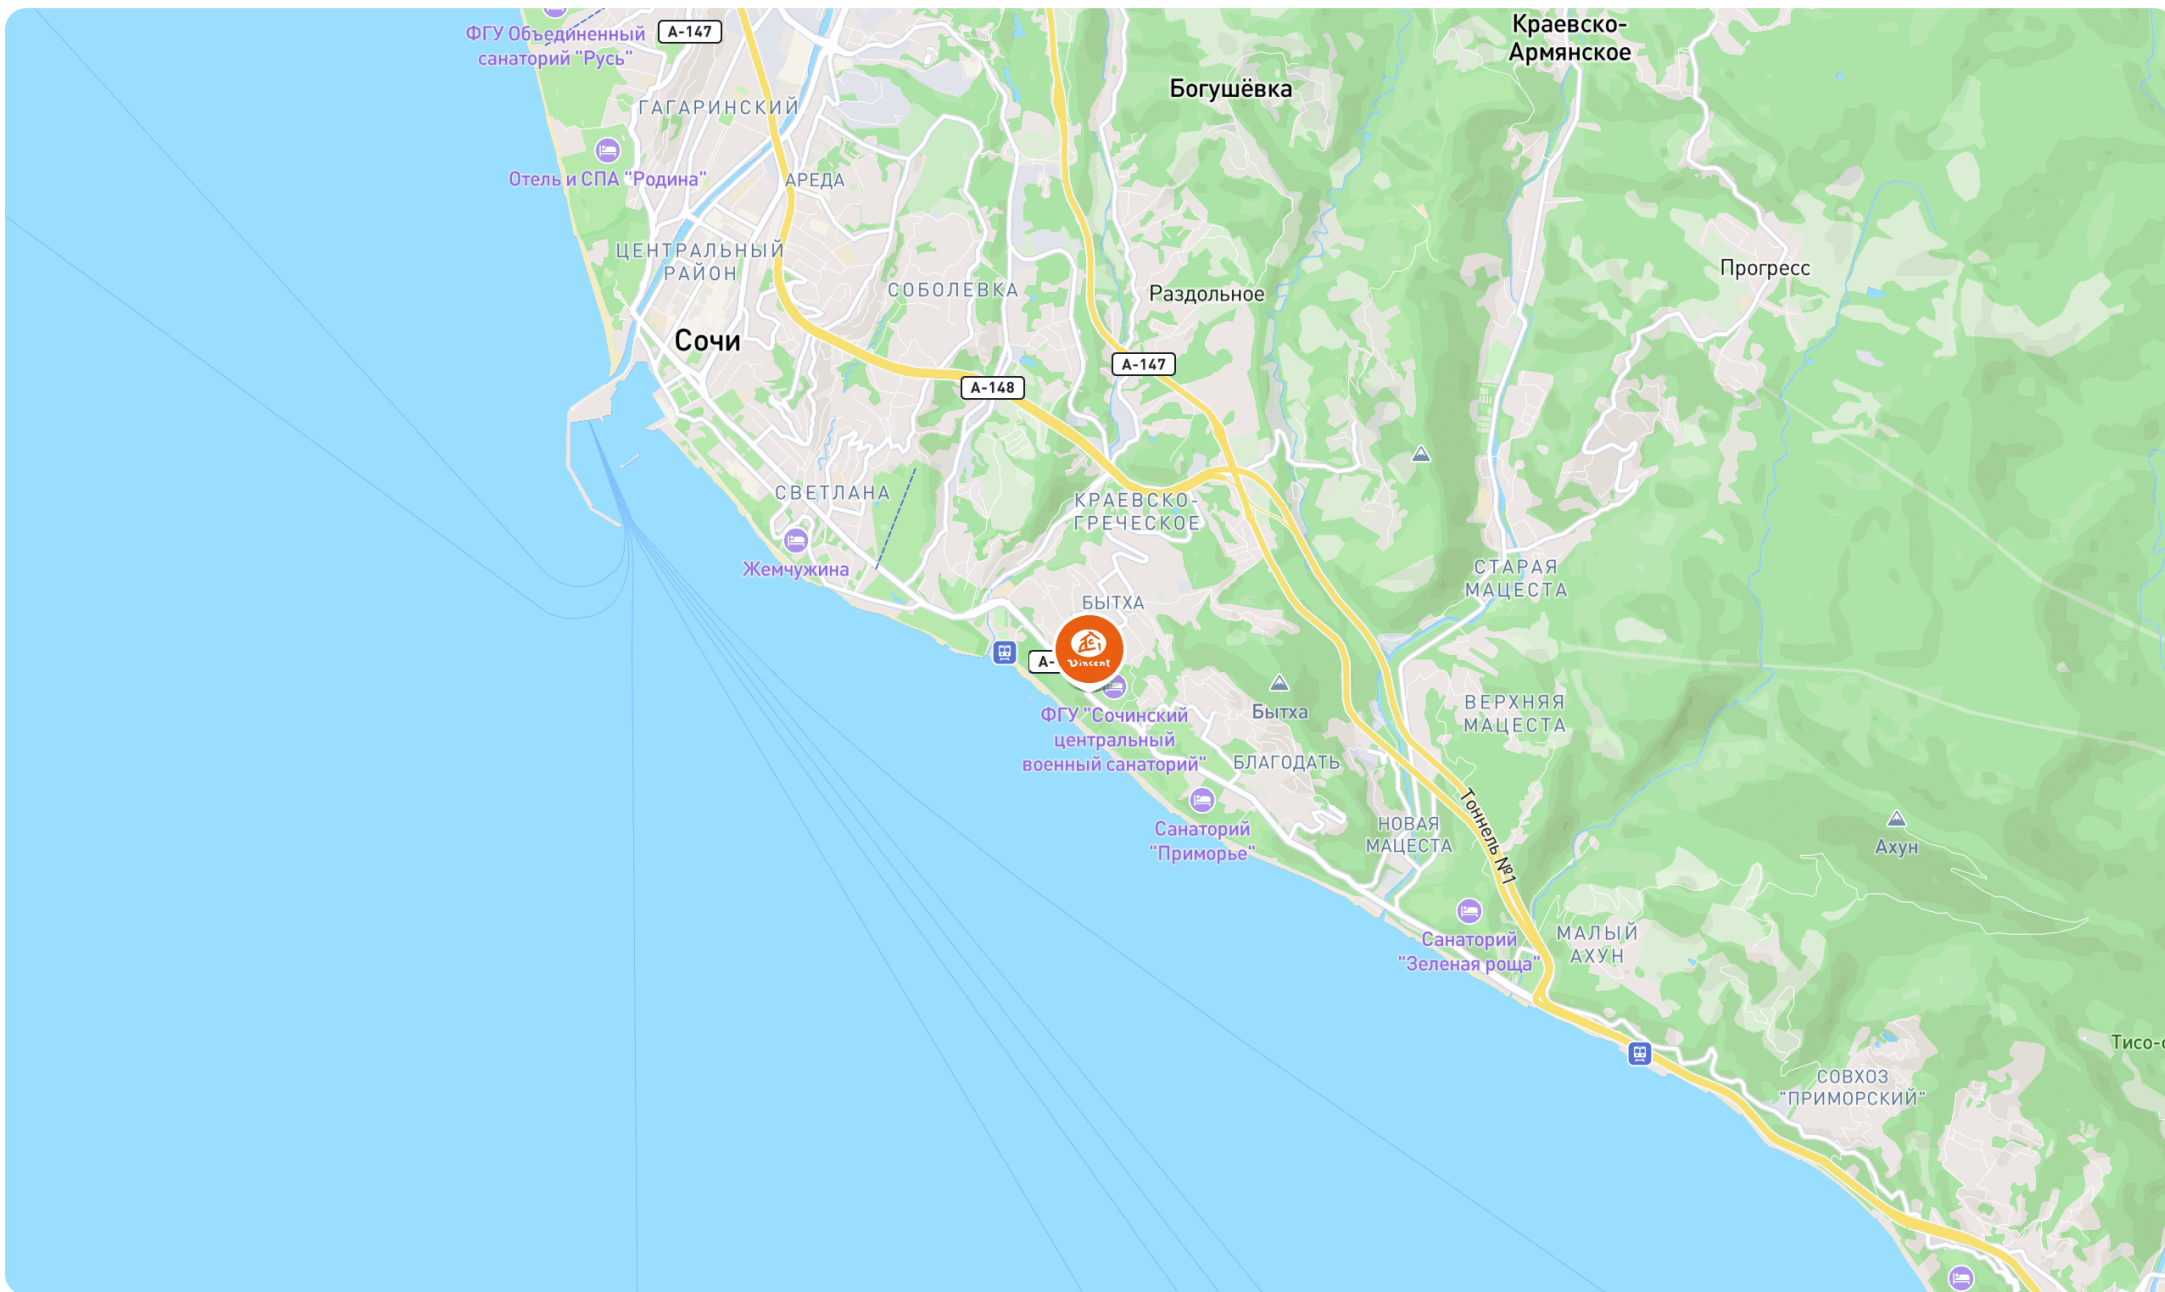 ФГУ Объединенный
санаторий "Русь"
А-147
Краевско-
Армянское
Богушёвка
ГАГАРИНСКИЙ
Отель и СПА "Родина"
АРЕДА
ЦЕНТРАЛЬНЫЙ
РАЙОН
СОБОЛЕВКА
Раздольное
Прогресс
Сочи
А-147
А-148
СВЕТЛАНА
КРАЕВСКО-
ГРЕЧЕСКОЕ
Жемчужина
СТАРАЯ
МАЦЕСТА
БЫТХА
Vincent
А-
ФГУ "Сочинский
центральный
военный санаторий"
Бытха
ВЕРХНЯЯ
МАЦЕСТА
БЛАГОДАТЬ
Санаторий
"Приморье"
НОВАЯ
МАЦЕСТА
Тоннель №1
Ахун
Санаторий
"Зеленая роща"
МАЛЫЙ
АХУН
Тисо-с
СОВХОЗ
"ПРИМОРСКИЙ"